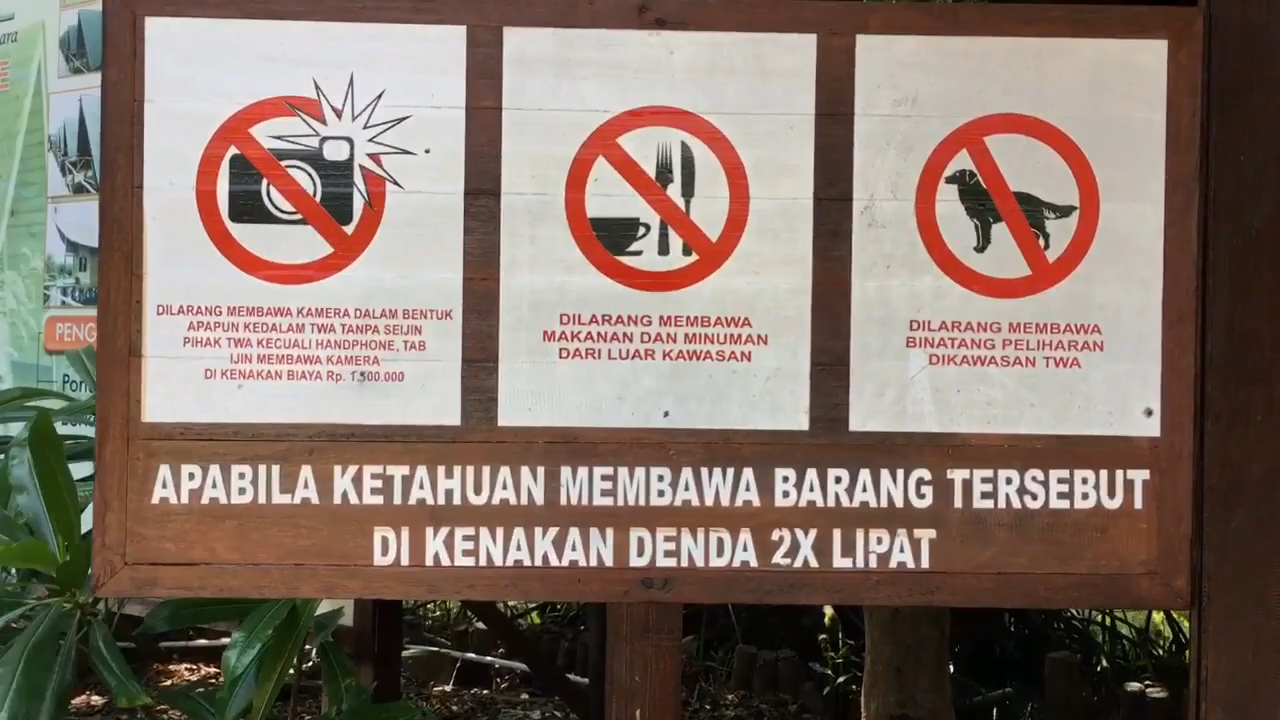 ara
E
PENG
DILARANG MEMBAWA KAMERA DALAM BENTUK
APAPUN KEDALAM TWA TANPA SEIJIN
PIHAK TWA KECUALI HANDPHONE, TAB
IJIN MEMBAWA KAMERA
DI KENAKAN BIAYA Rp. 1.500.000
DILARANG MEMBAWA
MAKANAN DAN MINUMAN
DARI LUAR KAWASAN
DILARANG MEMBAWA
BINATANG PELIHARAN
DIKAWASAN TWA
APABILA KETAHUAN MEMBAWA BARANG TERSEBUT
DI KENAKAN DENDA 2X LIPAT